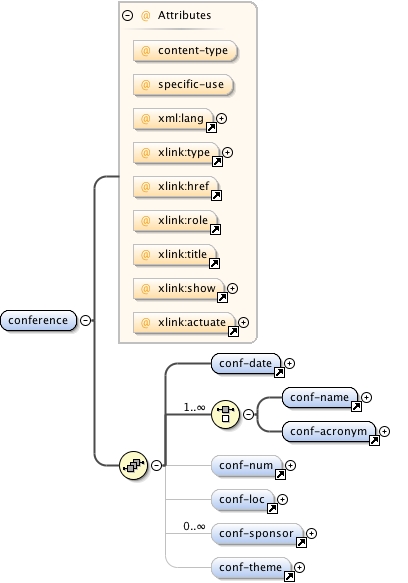 Attributes
@ content-type
@ specific-use
@ xml:lang
@ xlink:type
@ xlink:href
@ xlink:role
@ xlink:title
@ xlink:show
@ xlink:actuate
conference
conf-date
1..∞
conf-name
conf-acronym
conf-num
conf-loc
0..∞
conf-sponsor
conf-theme